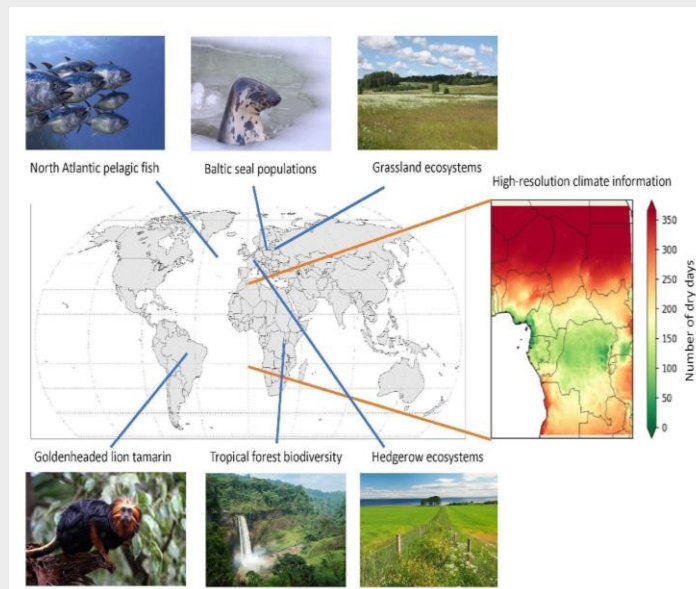 North Atlantic pelagic fish
Baltic seal populations
Grassland ecosystems
High-resolution climate information
350
300
250
200
150
100
50
0
Number of dry days
Goldenheaded lion tamarin
Tropical forest biodiversity
Hedgerow ecosystems